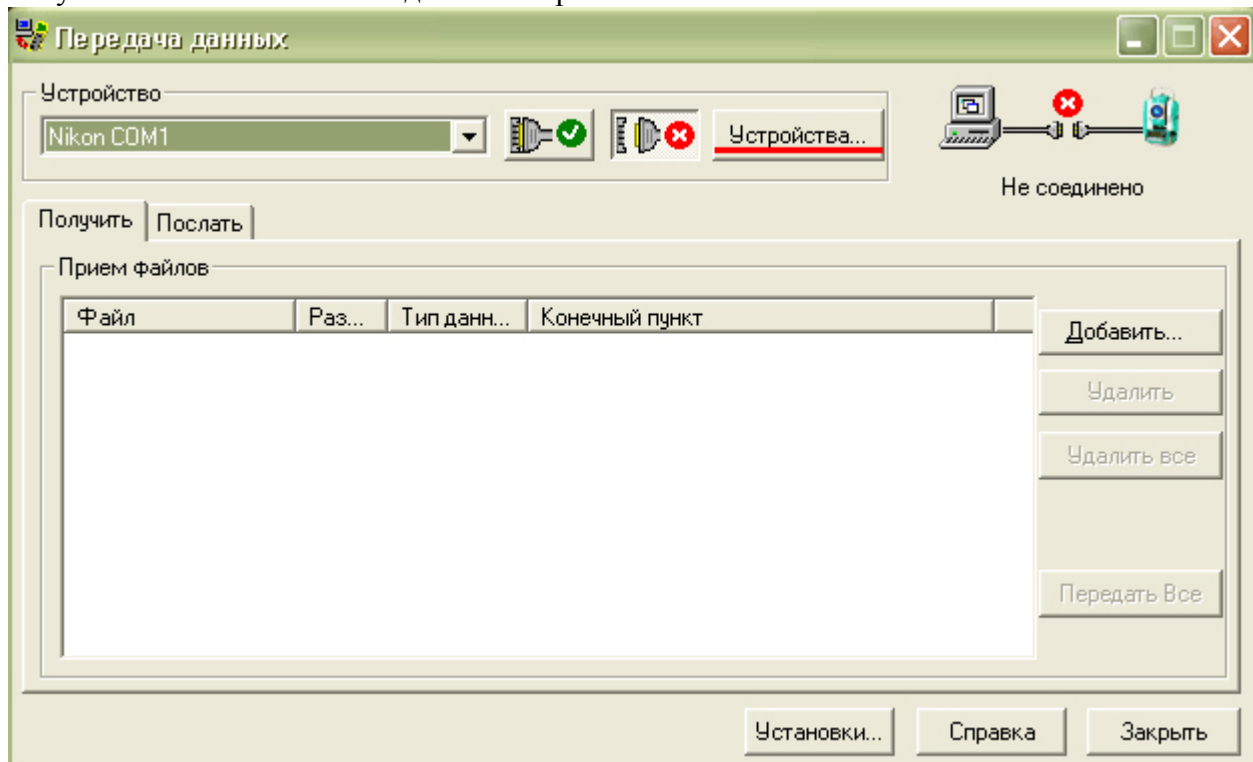 Передача данных
Устройство
Nikon COM1
Устройства...
Не соединено
Получить
Послать
Прием файлов
Файл
Раз...
Тип данн...
Конечный пункт
Добавить...
Удалить
Удалить все
Передать Все
Установки...
Справка
Закрыть